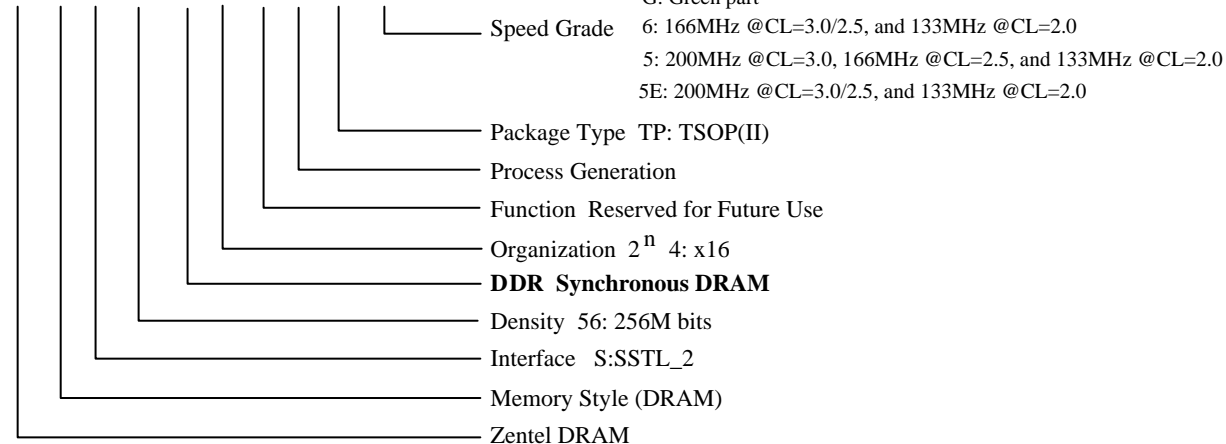 G: Green part
Speed Grade 6: 166MHz @CL=3.0/2.5, and 133MHz @CL=2.0
5: 200MHz @CL=3.0, 166MHz @CL=2.5, and 133MHz @CL=2.0
5E: 200MHz @CL=3.0/2.5, and 133MHz @CL=2.0
Package Type TP: TSOP(II)
Process Generation
Function Reserved for Future Use
Organization 2ⁿ 4: x16
DDR Synchronous DRAM
Density 56: 256M bits
Interface S:SSTL_2
Memory Style (DRAM)
Zentel DRAM